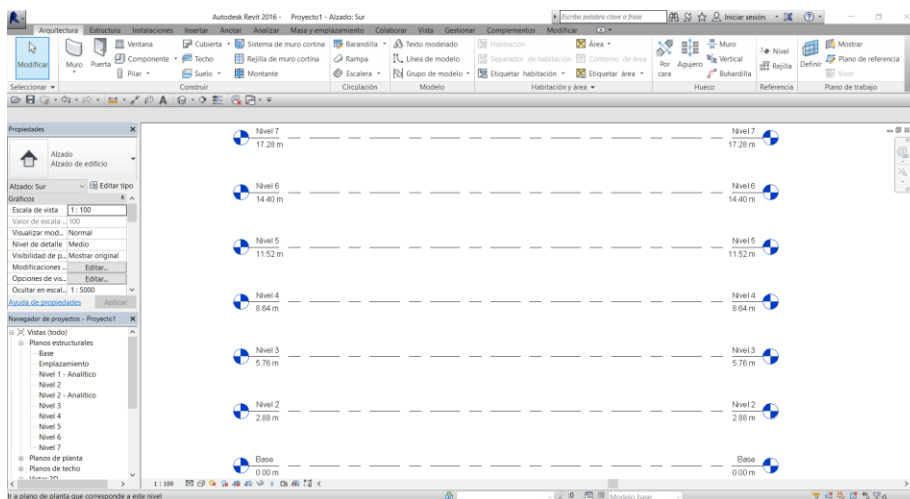 Autodesk Revit 2016 - Proyecto1 - Alzado: Sur
Escriba palabra clave o frase
Iniciar sesión
Arquitectura Estructura Instalaciones Insertar Anotar Analizar Masa y emplazamiento Colaborar Vista Gestionar Complementos Modificar
Modificar
Muro
Puerta
Ventana
Componente
Pilar
Cubierta
Techo
Suelo
Sistema de muro cortina
Rejilla de muro cortina
Montante
Barandilla
Rampa
Escalera
Texto modelado
Línea de modelo
Grupo de modelo
Habitación
Separador de habitación
Etiquetar habitación
Área
Contorno de área
Etiquetar área
Por cara
Agujero
Muro
Vertical
Buhardilla
Nivel
Rejilla
Definir
Mostrar
Plano de referencia
Visor
Seleccionar Construir Circulación Modelo Habitación y área Hueco Referencia Plano de trabajo
Propiedades
Alzado
Alzado de edificio
Alzado: Sur Editar tipo
Gráficos
Escala de vista 1 : 100
Valor de escala ... 100
Visualizar mod... Normal
Nivel de detalle Medio
Visibilidad de p... Mostrar original
Modificaciones ... Editar...
Opciones de vis... Editar...
Ocultar en escal... 1 : 5000
Ayuda de propiedades Aplicar
Navegador de proyectos - Proyecto1
Vistas (todo)
Planos estructurales
Base
Emplazamiento
Nivel 1 - Analítico
Nivel 2
Nivel 2 - Analítico
Nivel 3
Nivel 4
Nivel 5
Nivel 6
Nivel 7
Planos de planta
Planos de techo
Vistas 3D
Nivel 7 Nivel 7
17.28 m 17.28 m
Nivel 6 Nivel 6
14.40 m 14.40 m
Nivel 5 Nivel 5
11.52 m 11.52 m
Nivel 4 Nivel 4
8.64 m 8.64 m
Nivel 3 Nivel 3
5.76 m 5.76 m
Nivel 2 Nivel 2
2.88 m 2.88 m
Base Base
0.00 m 0.00 m
1 : 100
Ir a plano de planta que corresponde a este nivel
:0
Modelo base
:0